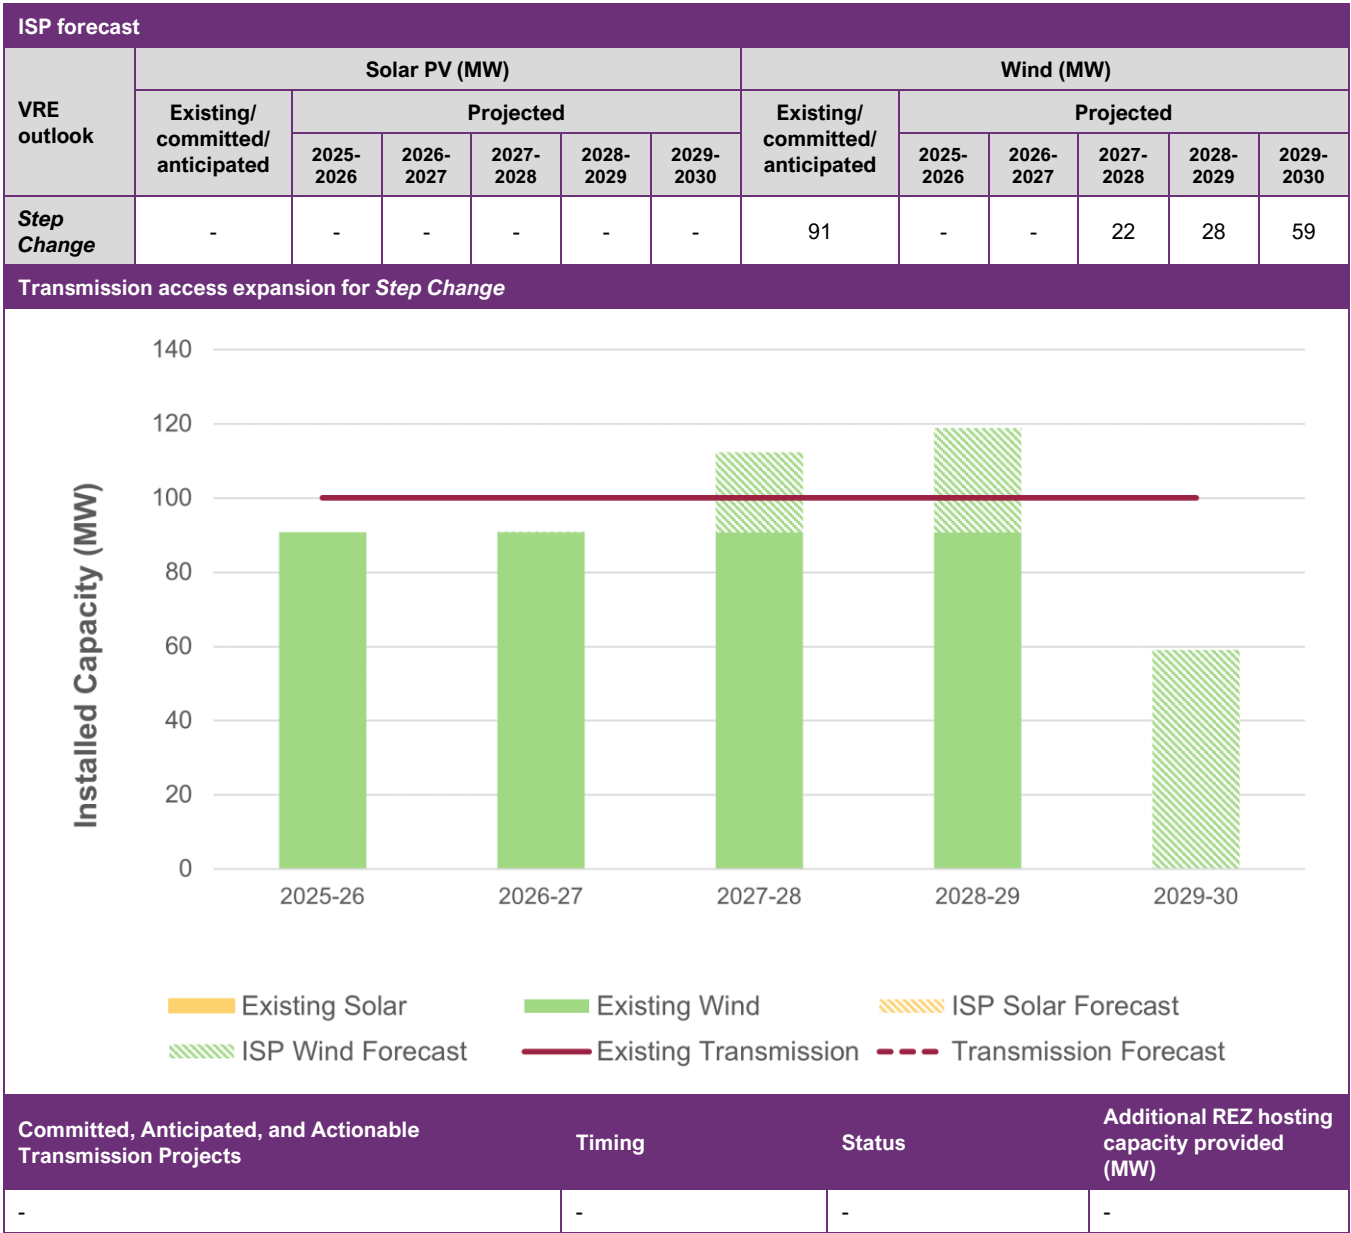 ISP forecast
VRE outlook
Solar PV (MW)
Wind (MW)
Existing/
committed/
anticipated
Projected
Existing/
committed/
anticipated
Projected
2025-2026 2026-2027 2027-2028 2028-2029 2029-2030
2025-2026 2026-2027 2027-2028 2028-2029 2029-2030
Step Change - - - - - - 91 - - 22 28 59
Transmission access expansion for Step Change
Installed Capacity (MW)
140
120
100
80
60
40
20
0
2025-26 2026-27 2027-28 2028-29 2029-30
Existing Solar Existing Wind ISP Solar Forecast
ISP Wind Forecast Existing Transmission Transmission Forecast
Committed, Anticipated, and Actionable
Transmission Projects
Timing
Status
Additional REZ hosting
capacity provided
(MW)
- - - -